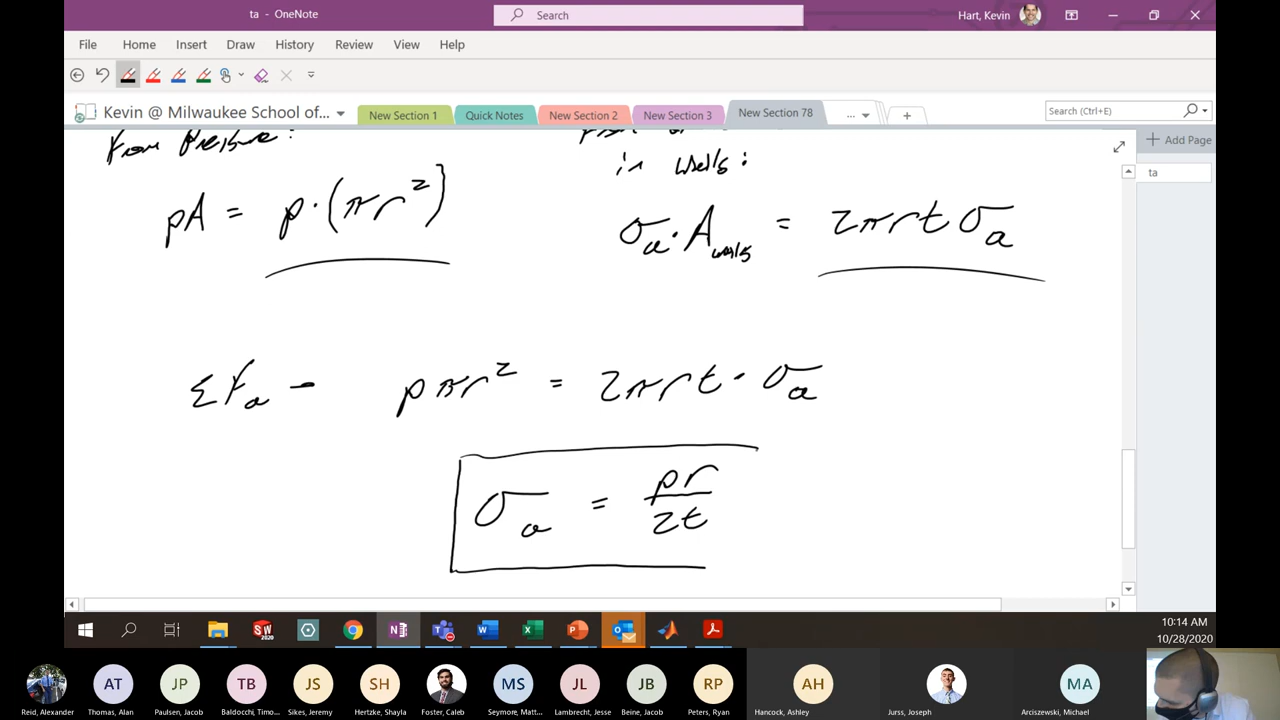 ta - OneNote
Search
Hart, Kevin
File Home Insert Draw History Review View Help
Kevin @ Milwaukee School of...
New Section 1
Quick Notes
New Section 2
New Section 3
New Section 78
...
+
Search (Ctrl+E)
+ Add Page
ta
From Pressure:
in walls:
pA = p·(πr²)
σa·Awalls = 2πrtσa
ΣFa - pπr² = 2πrt·σa
σa = pr/2t
10:14 AM
10/28/2020
Reid, Alexander
AT
Thomas, Alan
JP
Paulsen, Jacob
TB
Baldocchi, Timo...
JS
Sikes, Jeremy
SH
Hertzke, Shayla
Foster, Caleb
MS
Seymore, Matt...
JL
Lambrecht, Jesse
JB
Beine, Jacob
RP
Peters, Ryan
AH
Hancock, Ashley
Jurss, Joseph
MA
Arciszewski, Michael